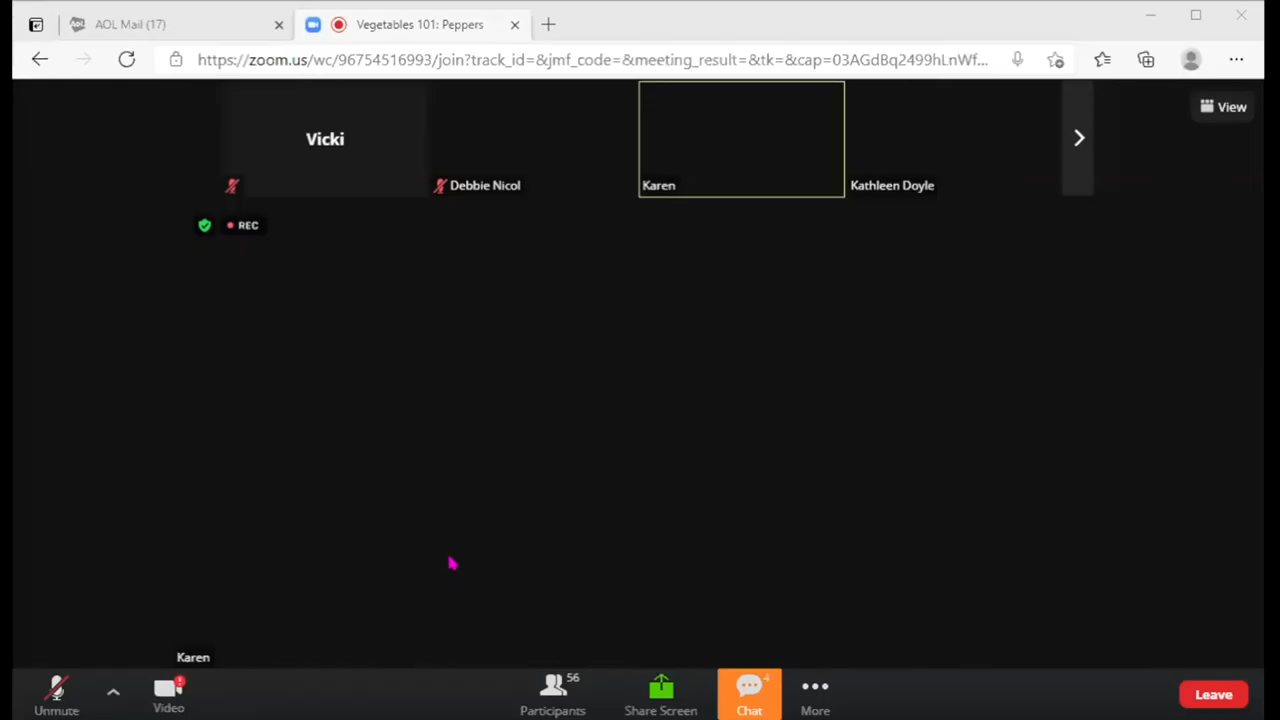 AOL Mail (17)
Vegetables 101: Peppers
https://zoom.us/wc/96754516993/join?track_id=&jmf_code=&meeting_result=&tk=&cap=03AGdBq2499hLnWf...
View
Vicki
Debbie Nicol
Karen
Kathleen Doyle
REC
Karen
Unmute
Video
56
Participants
Share Screen
4
Chat
More
Leave